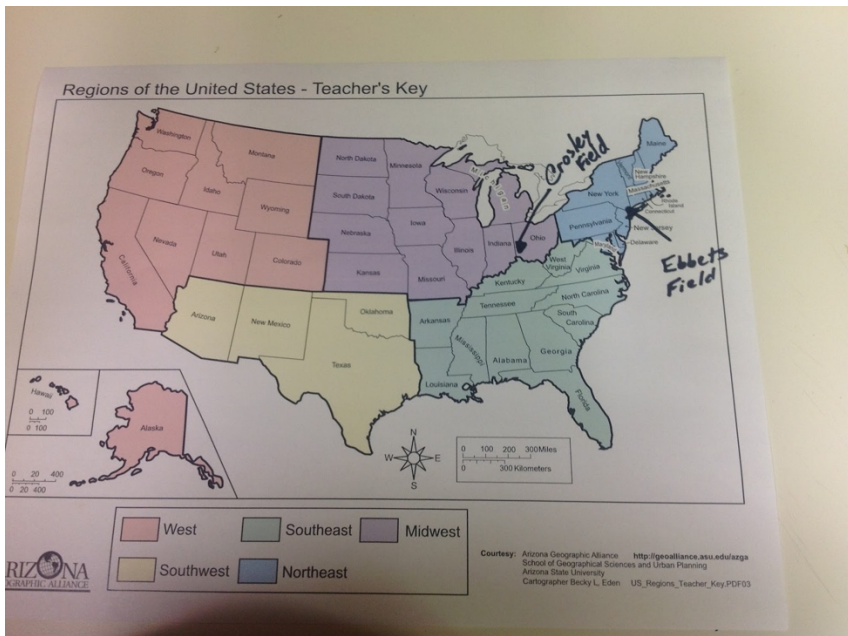 Regions of the United States - Teacher's Key
Crosley
Field
Washington
Montana
North Dakota
Minnesota
Maine
Oregon
Idaho
Michigan
New
Hampshire
South Dakota
Wisconsin
Massachusetts
New York
Rhode
Island
Wyoming
Connecticut
Iowa
Pennsylvania
Nebraska
New Jersey
Nevada
Utah
Illinois
Indiana
Ohio
Maryland
Delaware
Ebbets
Field
California
Colorado
Kansas
Missouri
West
Virginia
Virginia
Kentucky
North Carolina
Tennessee
Arizona
New Mexico
Oklahoma
Arkansas
South
Carolina
Mississippi
Alabama
Georgia
Texas
Louisiana
Florida
Hawaii
0 100
0 100
Alaska
N
W E
S
0 100 200 300Miles
0 300 Kilometers
0 20 400
0 20 400
West
Southeast
Midwest
Southwest
Northeast
RIZONA
OGRAPHIC ALLIANCE
Courtesy: Arizona Geographic Alliance http://geoalliance.asu.edu/azga
School of Geographical Sciences and Urban Planning
Arizona State University
Cartographer Becky L, Eden US_Regions_Teacher_Key.PDF03